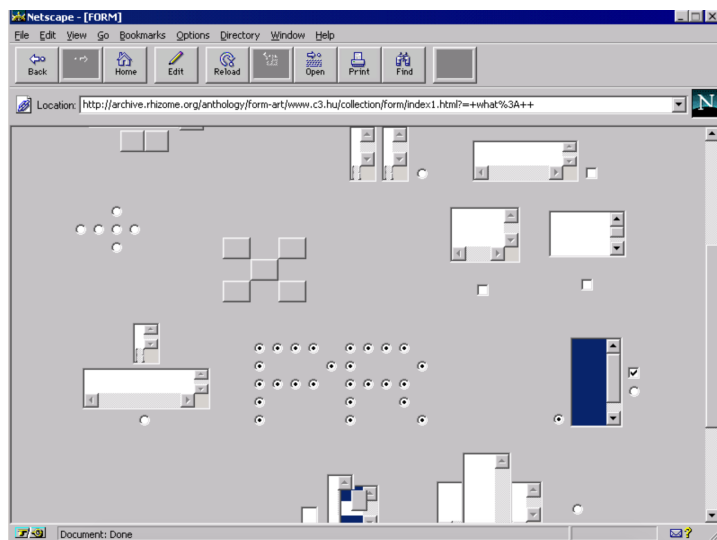 Netscape - [FORM]
File Edit View Go Bookmarks Options Directory Window Help
Back Home Edit Reload Open Print Find
Location: http://archive.rhizome.org/anthology/form-art/www.c3.hu/collection/form/index1.html?=+what%3A++
N
Document: Done